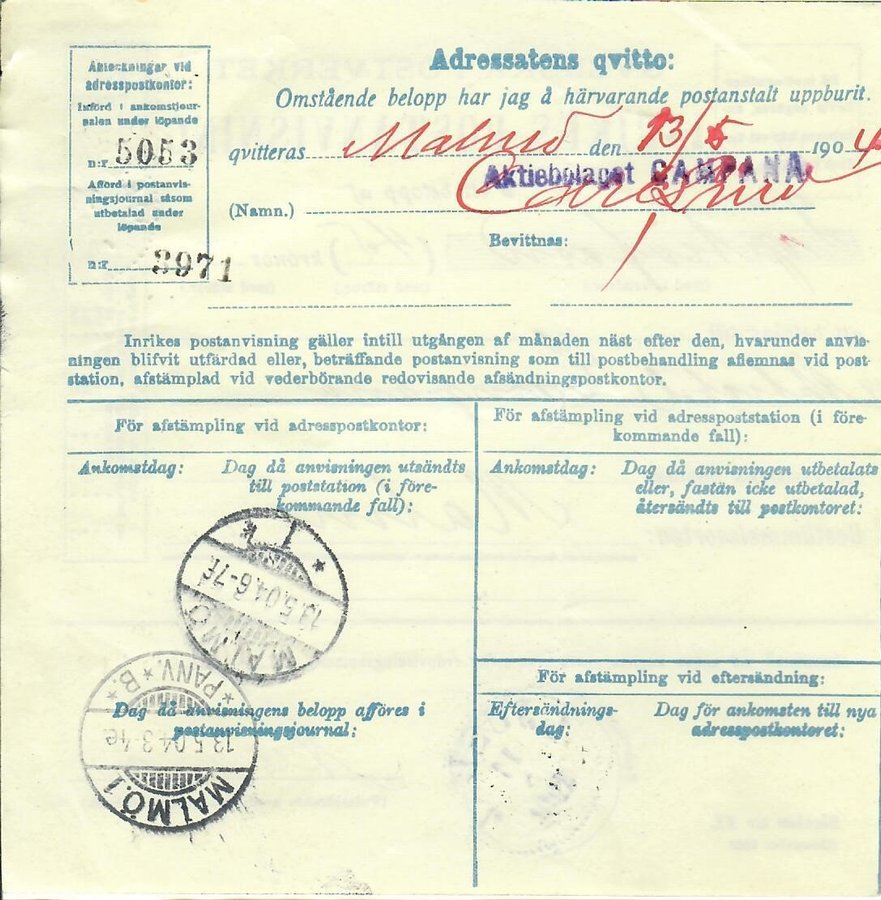 Anteckningar vid
adresspostkontor:
Införd i ankomstjour-
nalen under löpande
n:r 5053
Afförd i postanvis-
ningsjournal såsom
utbetalad under
löpande
n:r 3971
Adressatens qvitto:
Omstående belopp har jag å härvarande postanstalt uppburit.
qvitteras Malmö den 13/5 1904
Aktiebolaget CAMPANA
(Namn.)
Bevittnas:
Inrikes postanvisning gäller intill utgången af månaden näst efter den, hvarunder anvis-
ningen blifvit utfärdad eller, beträffande postanvisning som till postbehandling aflemnas vid post-
station, afstämplad vid vederbörande redovisande afsändningspostkontor.
För afstämpling vid adresspostkontor:
Ankomstdag:
Dag då anvisningen utsändts
till poststation (i före-
kommande fall):
MALMÖ 1
13.5.04.6-7E
Dag då anvisningens belopp afföres i
postanvisningsjournal:
*PANV.*B*
13.5.04.3-4e
MALMÖ.1
För afstämpling vid adresspoststation (i före-
kommande fall):
Ankomstdag:
Dag då anvisningen utbetalats
eller, fastän icke utbetalad,
återsändts till postkontoret:
För afstämpling vid eftersändning:
Eftersändnings-
dag:
Dag för ankomsten till nya
adresspostkontoret: